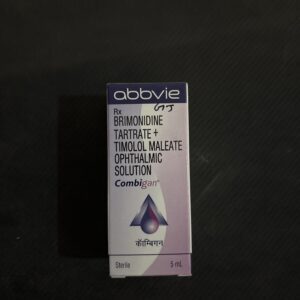 abbvie
Rx
BRIMONIDINE
TARTRATE +
TIMOLOL MALEATE
OPHTHALMIC
SOLUTION
Combigan®
कॉम्बिगन
Sterile 5 mL